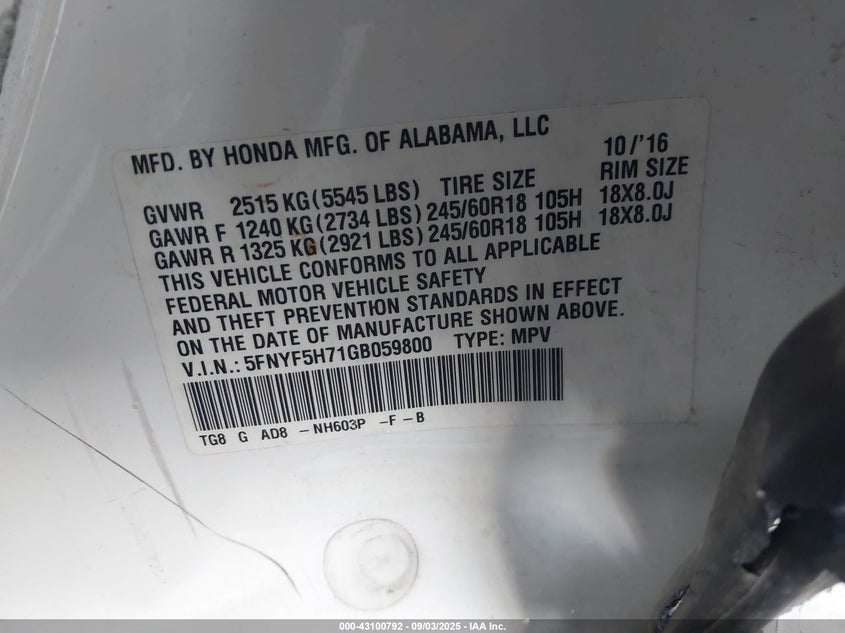 MFD. BY HONDA MFG. OF ALABAMA, LLC 10/'16
GVWR 2515 KG (5545 LBS) TIRE SIZE RIM SIZE
GAWR F 1240 KG (2734 LBS) 245/60R18 105H 18X8.0J
GAWR R 1325 KG (2921 LBS) 245/60R18 105H 18X8.0J
THIS VEHICLE CONFORMS TO ALL APPLICABLE
FEDERAL MOTOR VEHICLE SAFETY
AND THEFT PREVENTION STANDARDS IN EFFECT
ON THE DATE OF MANUFACTURE SHOWN ABOVE.
V.I.N.: 5FNYF5H71GB059800 TYPE: MPV
TG8 G AD8 -NH603P -F-B
000-43100792 - 09/03/2025 - IAA Inc.